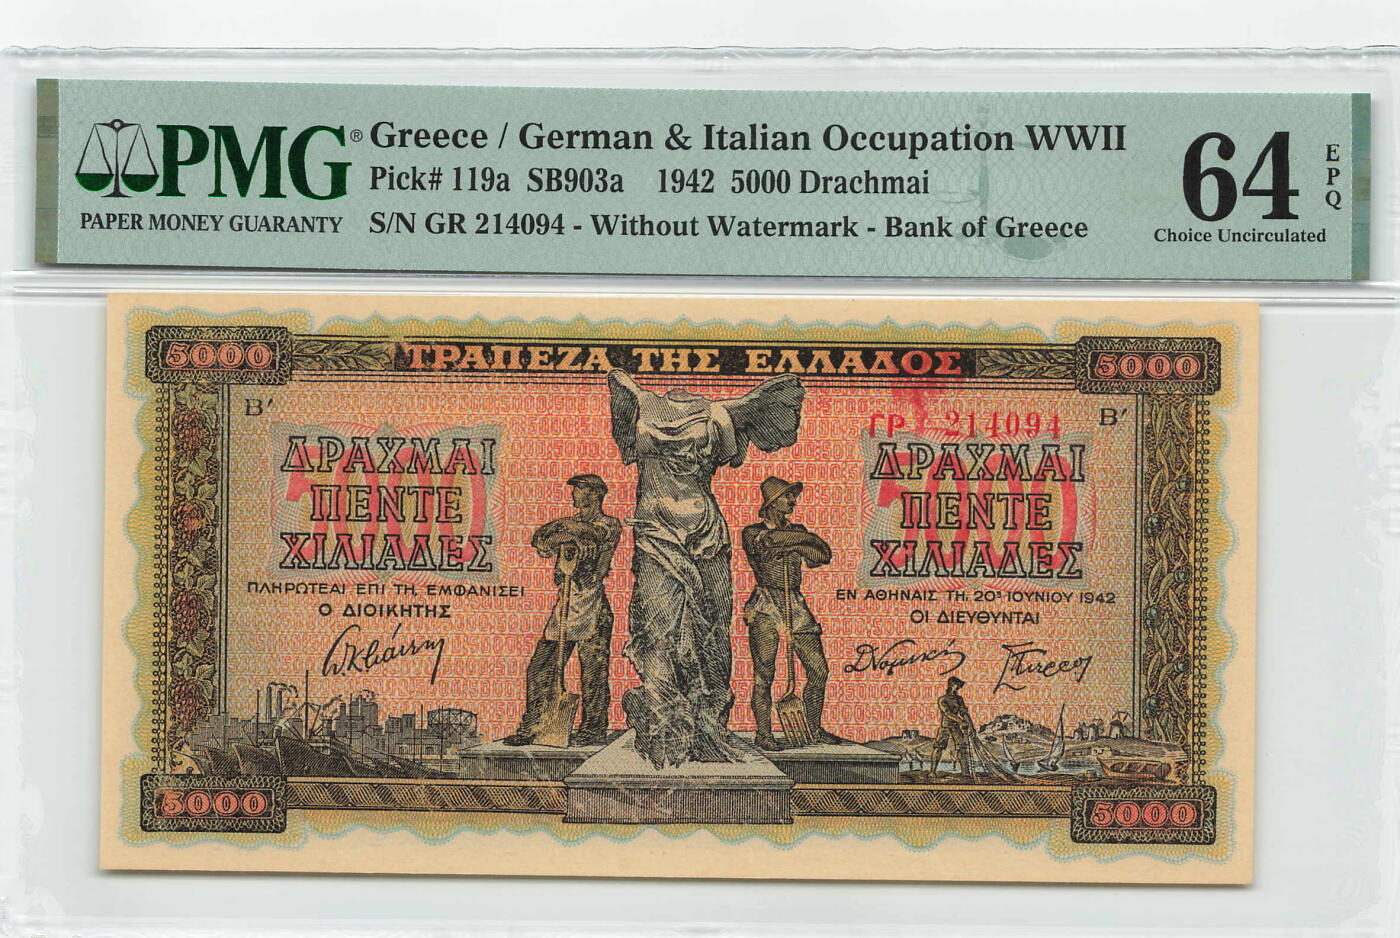 PMG®
PAPER MONEY GUARANTY
Greece / German & Italian Occupation WWII
Pick# 119a SB903a 1942 5000 Drachmai
S/N GR 214094 - Without Watermark - Bank of Greece
64
EPQ
Choice Uncirculated
5000
ΤΡΑΠΕΖΑ ΤΗΣ ΕΛΛΑΔΟΣ
5000
Β′
ΓΡ 214094
Β′
5000
ΔΡΑΧΜΑΙ
ΠΕΝΤΕ
ΧΙΛΙΑΔΕΣ
5000
ΔΡΑΧΜΑΙ
ΠΕΝΤΕ
ΧΙΛΙΑΔΕΣ
ΠΛΗΡΩΤΕΑΙ ΕΠΙ ΤΗ, ΕΜΦΑΝΙΣΕΙ
Ο ΔΙΟΙΚΗΤΗΣ
ΕΝ ΑΘΗΝΑΙΣ ΤΗ, 20ῌ ΙΟΥΝΙΟΥ 1942
ΟΙ ΔΙΕΥΘΥΝΤΑΙ
5000
5000